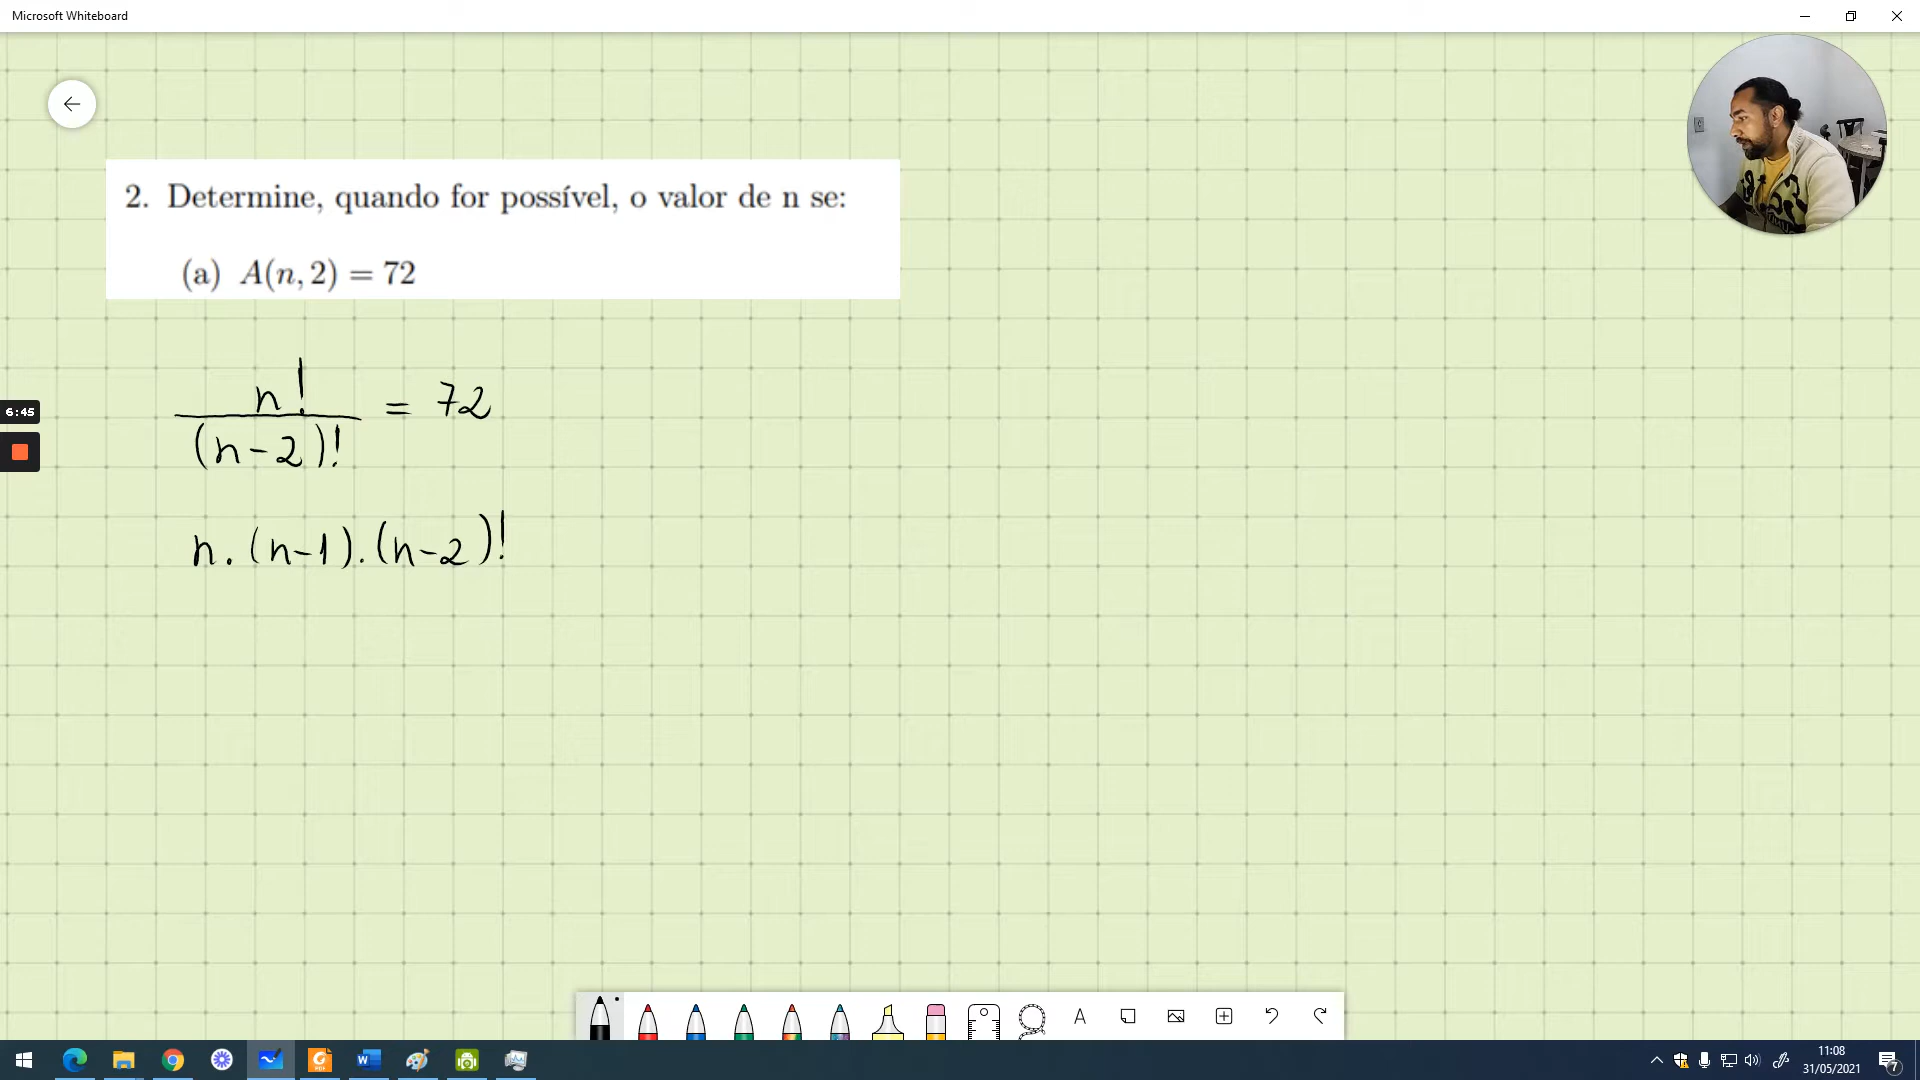 Microsoft Whiteboard
2. Determine, quando for possível, o valor de n se:
(a) A(n, 2) = 72
n!
= 72
(n-2)!
6:45
n.(n-1).(n-2)!
A
11:08
31/05/2021
7